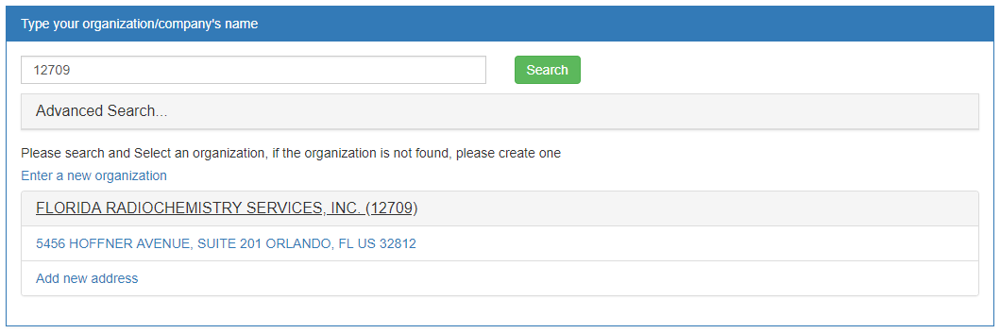 Type your organization/company's name
12709
Search
Advanced Search...
Please search and Select an organization, if the organization is not found, please create one
Enter a new organization
FLORIDA RADIOCHEMISTRY SERVICES, INC. (12709)
5456 HOFFNER AVENUE, SUITE 201 ORLANDO, FL US 32812
Add new address